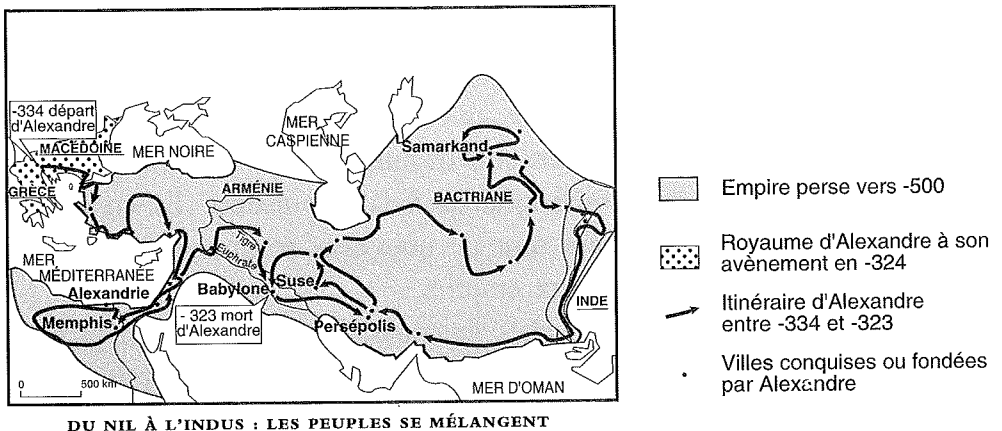 -334 départ
d'Alexandre
MACÉDOINE
GRÈCE
MER NOIRE
MER
CASPIENNE
Samarkand
ARMÉNIE
BACTRIANE
Tigre
Euphrate
MER
MÉDITERRANÉE
Alexandrie
Babylone
Suse
Memphis
- 323 mort
d'Alexandre
Persépolis
INDE
MER D'OMAN
0 500 km
DU NIL À L'INDUS : LES PEUPLES SE MÉLANGENT
Empire perse vers -500
Royaume d'Alexandre à son
avènement en -324
Itinéraire d'Alexandre
entre -334 et -323
Villes conquises ou fondées
par Alexandre